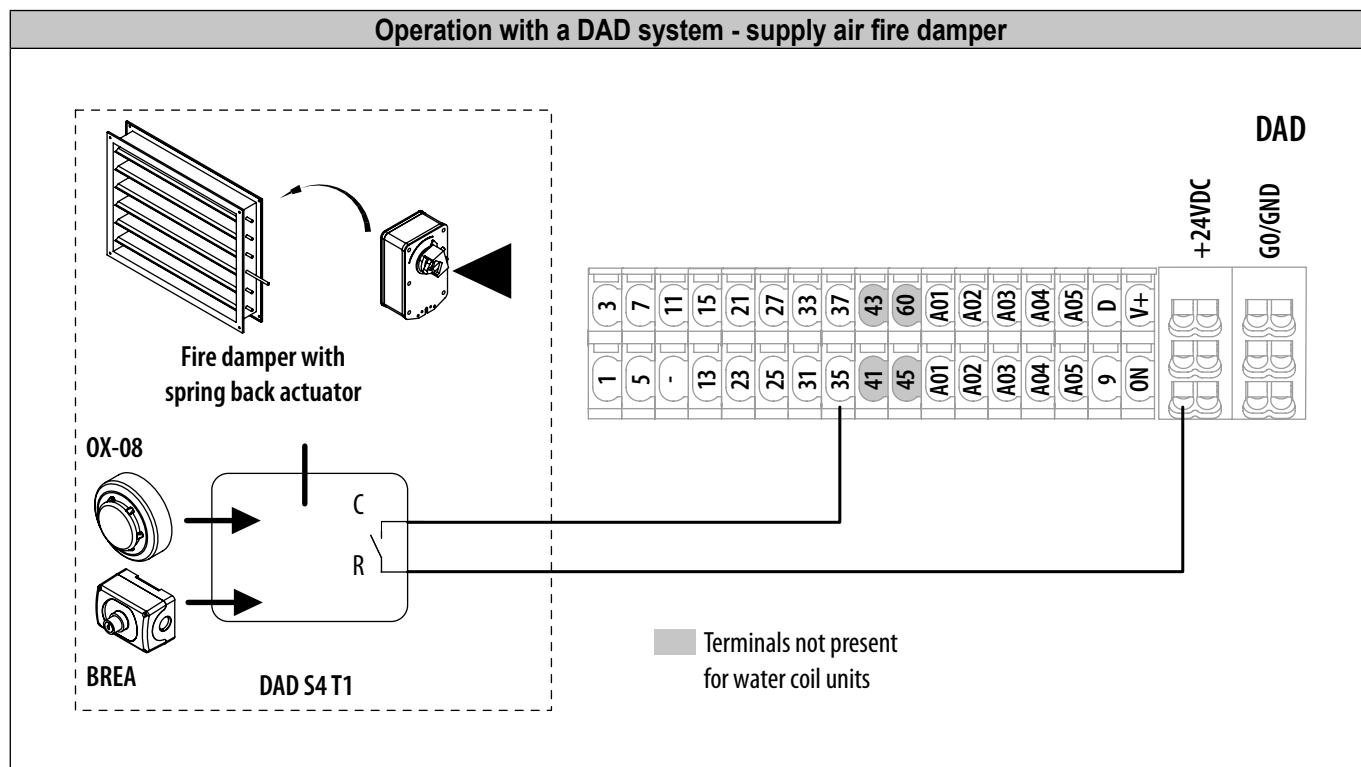 Operation with a DAD system - supply air fire damper
DAD
+24VDC
G0/GND
3 7 11 15 21 27 33 37 43 60 A01 A02 A03 A04 A05 D V+
1 5 - 13 23 25 31 35 41 45 A01 A02 A03 A04 A05 9 ON
Fire damper with
spring back actuator
OX-08
C
R
BREA
DAD S4 T1
Terminals not present
for water coil units